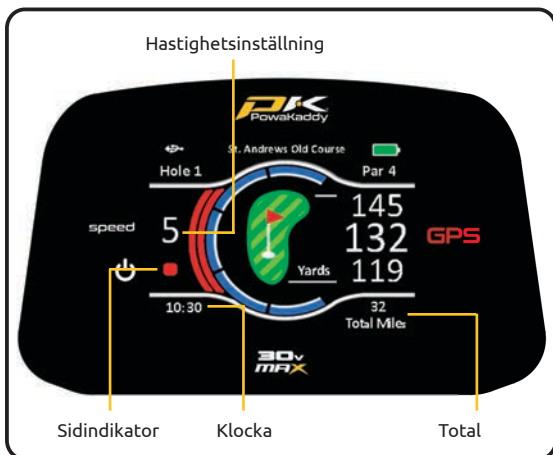 Hastighetsinställning
PK
PowaKaddy
St. Andrews Old Course
Hole 1
Par 4
speed
5
145
132
119
GPS
Yards
10:30
32
Total Miles
30v
MAX
Sidindikator
Klocka
Total